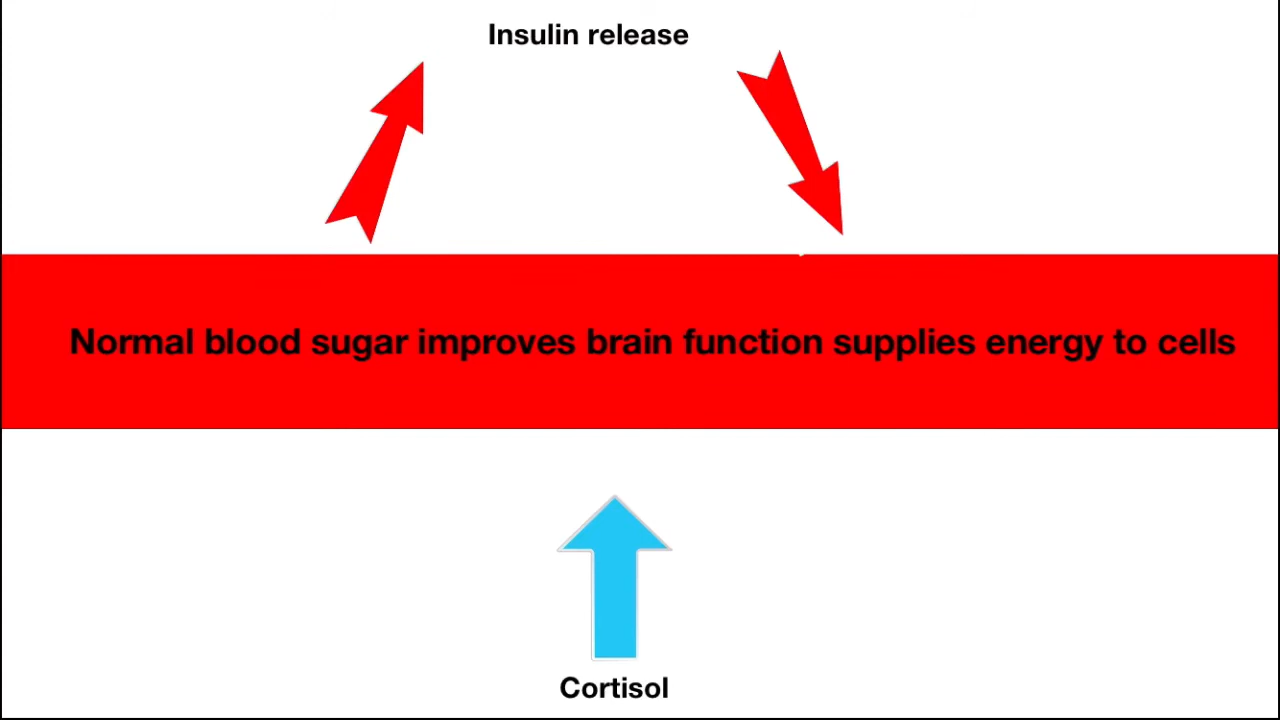 Insulin release
Normal blood sugar improves brain function supplies energy to cells
Cortisol